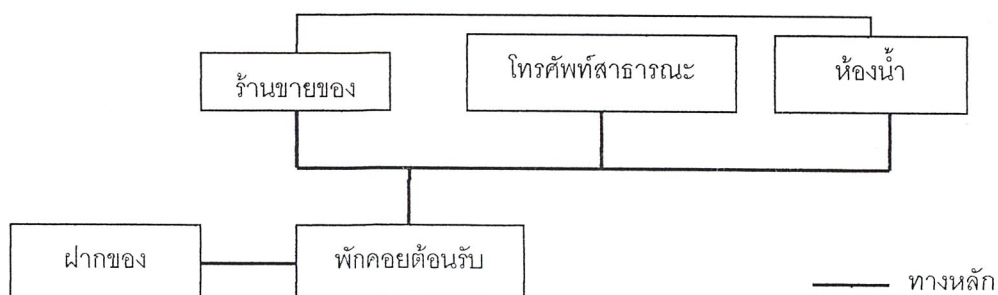 ร้านขายของ
โทรศัพท์สาธารณะ
ห้องน้ำ
ฝากของ
พักคอยต้อนรับ
ทางหลัก